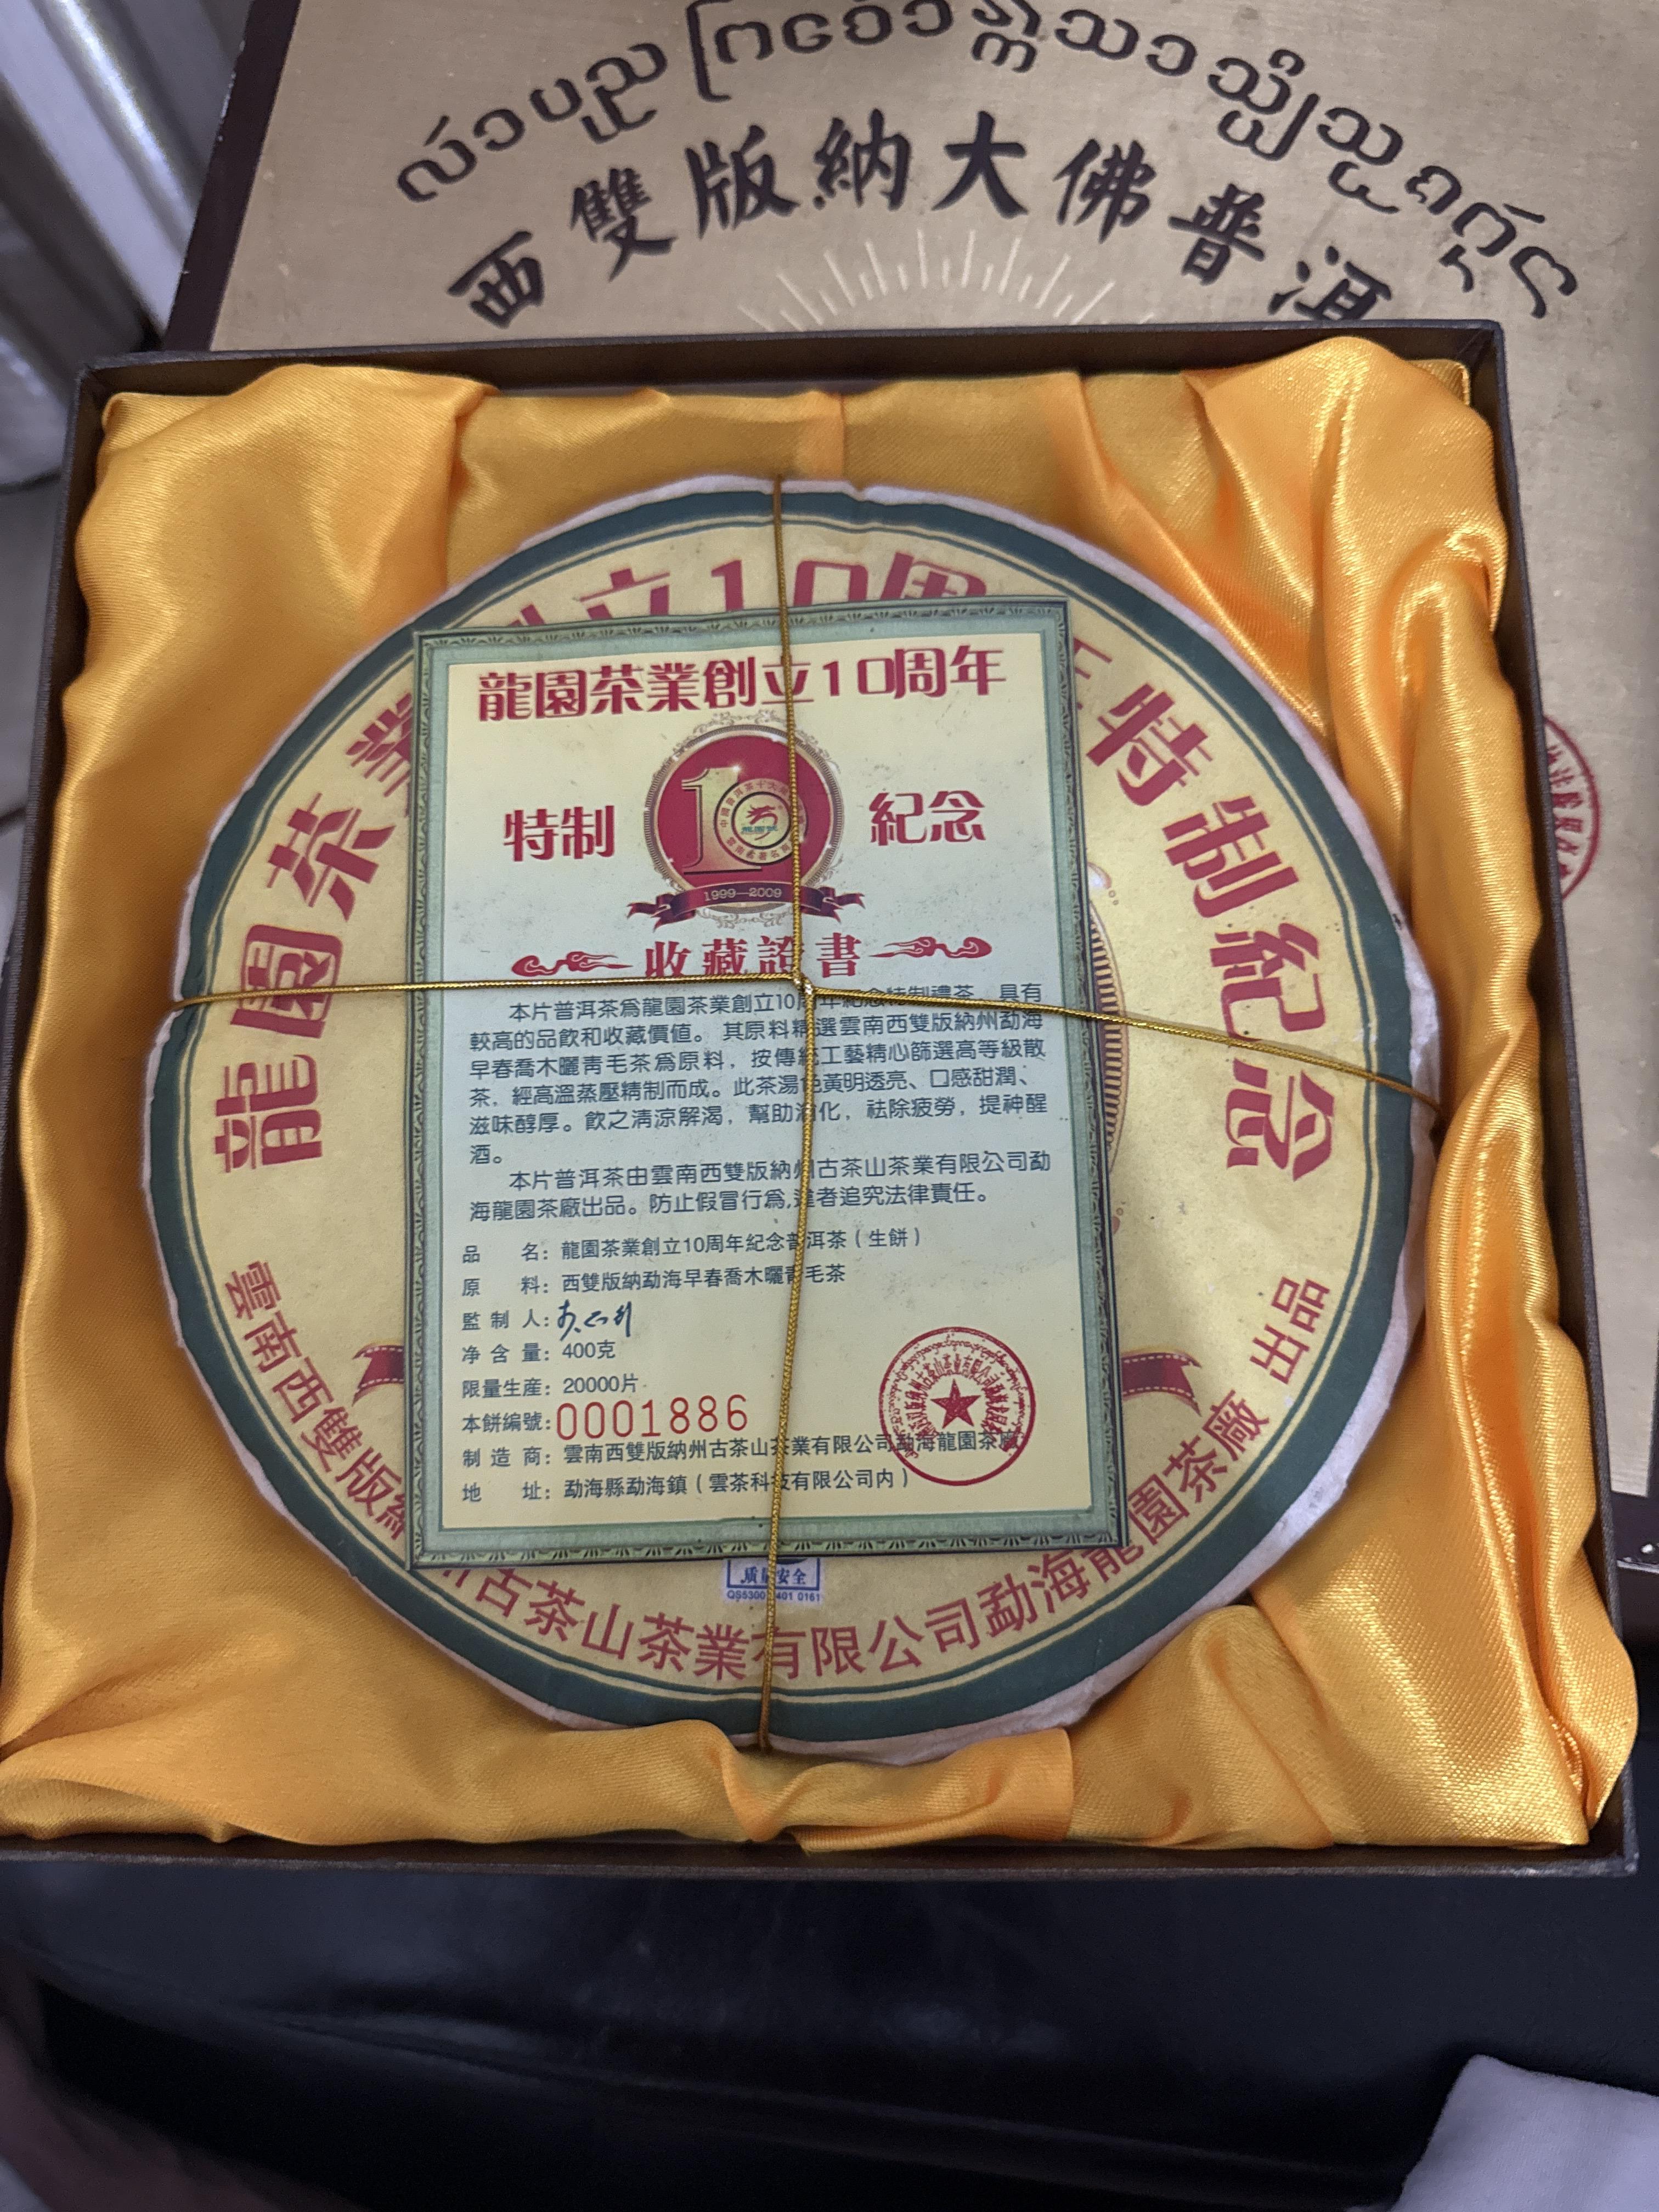 西雙版納大佛普洱
龍園茶業創立10周年特制紀念
龍園茶業創立10周年
特制
紀念
1999—2009
收藏證書
本片普洱茶爲龍園茶業創立10周年紀念特制禮茶，具有
較高的品飲和收藏價值。其原料精選雲南西雙版納州勐海
早春喬木曬青毛茶爲原料，按傳統工藝精心篩選高等級散
茶，經高溫蒸壓精制而成。此茶湯色黃明透亮、口感甜潤、
滋味醇厚。飲之清涼解渴，幫助消化，祛除疲勞，提神醒
酒。
本片普洱茶由雲南西雙版納州古茶山茶業有限公司勐
海龍園茶廠出品。防止假冒行爲,違者追究法律責任。
品 名：龍園茶業創立10周年紀念普洱茶（生餅）
原 料：西雙版納勐海早春喬木曬青毛茶
監 制 人：
净 含 量：400克
限量生産：20000片
本餅編號：0001886
制 造 商：雲南西雙版納州古茶山茶業有限公司勐海龍園茶廠
地 址：勐海縣勐海鎮（雲茶科技有限公司内）
质量安全
QS5300 1401 0161
雲南西雙版納州古茶山茶業有限公司勐海龍園茶廠
出品